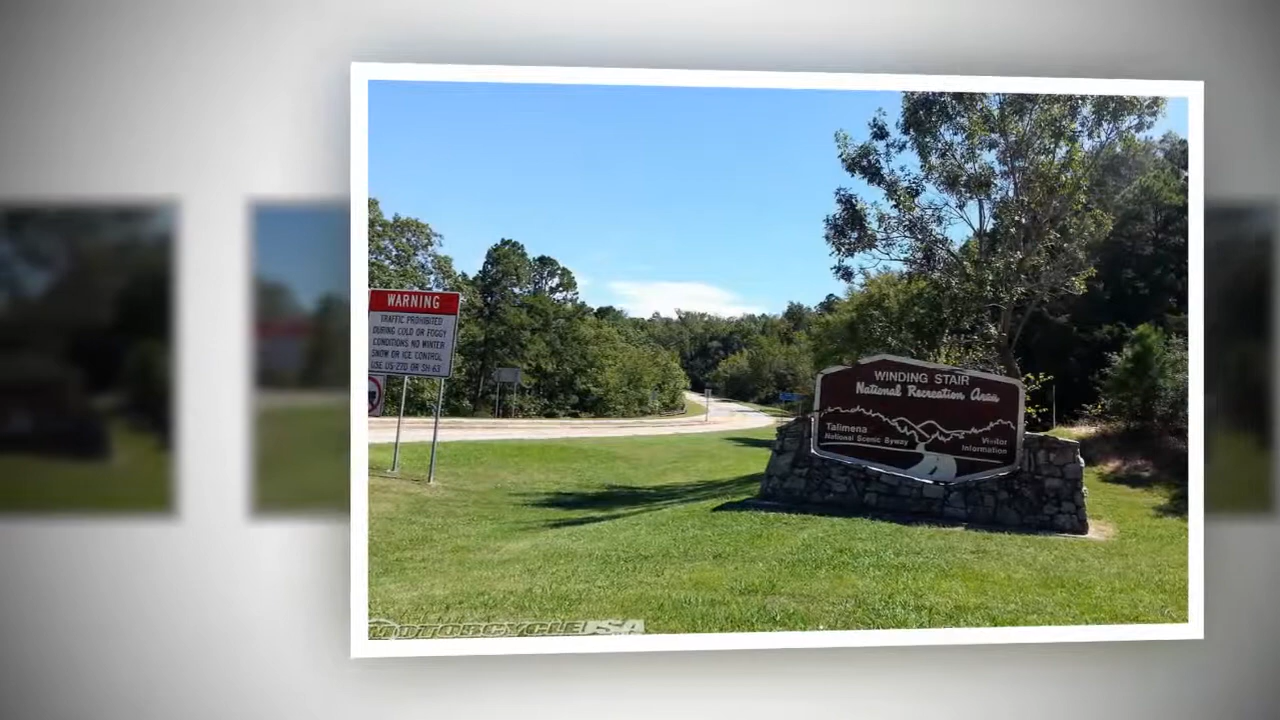 WARNING
TRAFFIC PROHIBITED
DURING COLD OR FOGGY
CONDITIONS NO WINTER
SNOW OR ICE CONTROL
USE US-270 OR SH-63
WINDING STAIR
National Recreation Area
Talimena
National Scenic Byway
Visitor
Information
MOTORCYCLE USA